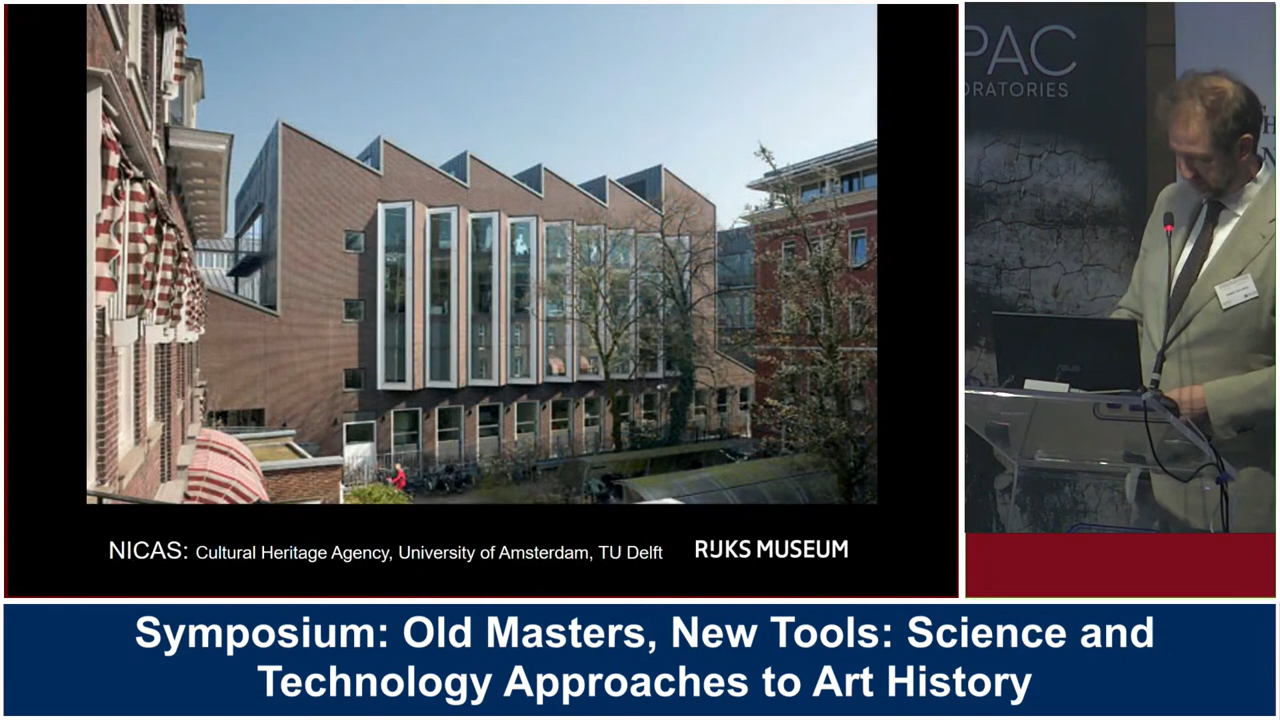 PAC
ORATORIES
H
N
NICAS: Cultural Heritage Agency, University of Amsterdam, TU Delft
RIJKS MUSEUM
ASUS
Symposium: Old Masters, New Tools: Science and
Technology Approaches to Art History